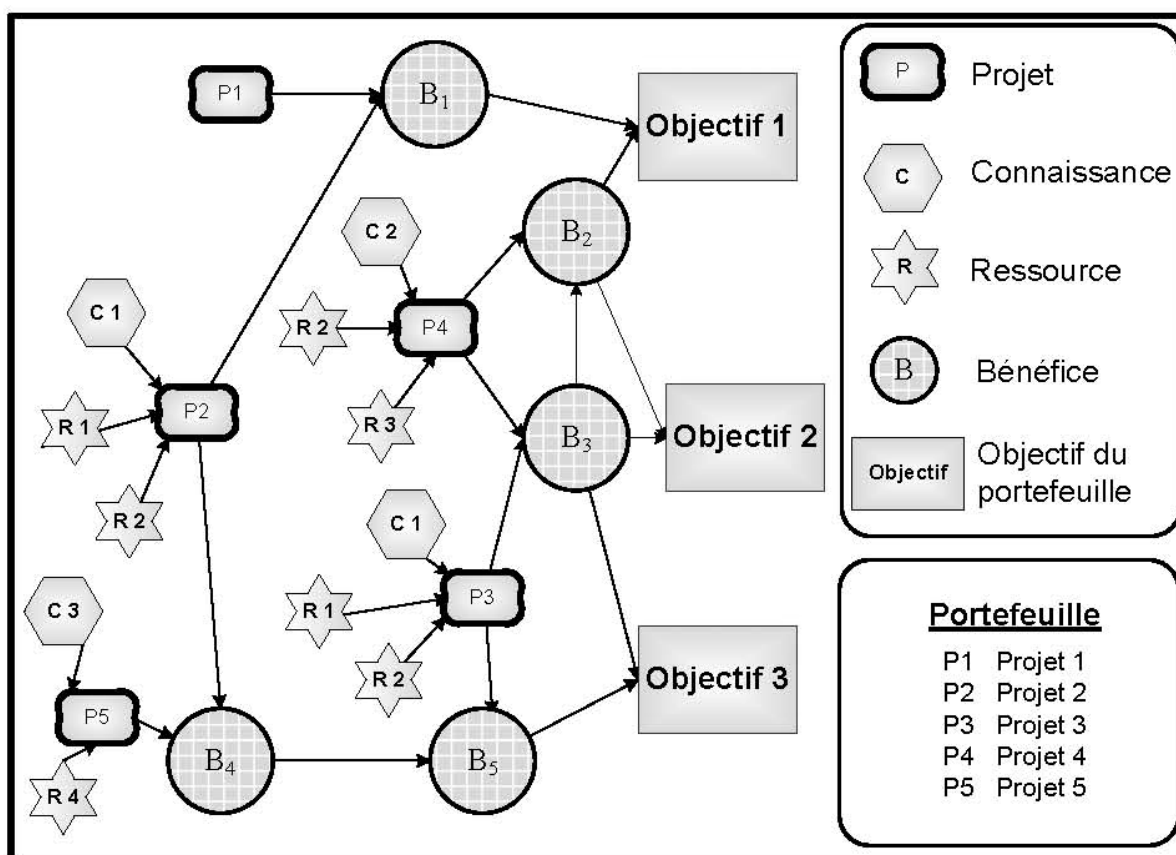 P1
B1
Objectif 1
C 2
B2
R 2
P4
C 1
R 1
P2
R 3
B3
Objectif 2
R 2
C 1
R 1
P3
R 2
C 3
Objectif 3
P5
B4
B5
R 4
P Projet
C Connaissance
R Ressource
B Bénéfice
Objectif Objectif du
portefeuille
Portefeuille
P1 Projet 1
P2 Projet 2
P3 Projet 3
P4 Projet 4
P5 Projet 5